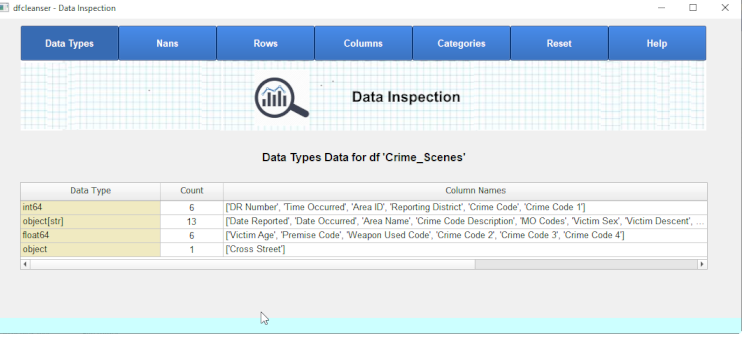 dfcleanser - Data Inspection
Data Types Nans Rows Columns Categories Reset Help
Data Inspection
Data Types Data for df 'Crime_Scenes'
Data Type Count Column Names
int64 6 ['DR Number', 'Time Occurred', 'Area ID', 'Reporting District', 'Crime Code', 'Crime Code 1']
object[str] 13 ['Date Reported', 'Date Occurred', 'Area Name', 'Crime Code Description', 'MO Codes', 'Victim Sex', 'Victim Descent', ...
float64 6 ['Victim Age', 'Premise Code', 'Weapon Used Code', 'Crime Code 2', 'Crime Code 3', 'Crime Code 4']
object 1 ['Cross Street']